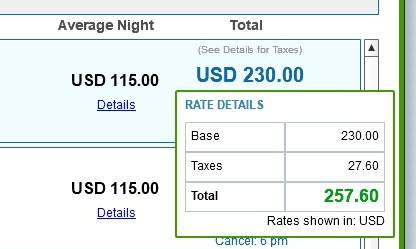 Average Night Total
(See Details for Taxes)
USD 115.00 USD 230.00
Details
RATE DETAILS
Base 230.00
Taxes 27.60
Total 257.60
Rates shown in: USD
USD 115.00
Details
Cancel: 6 pm